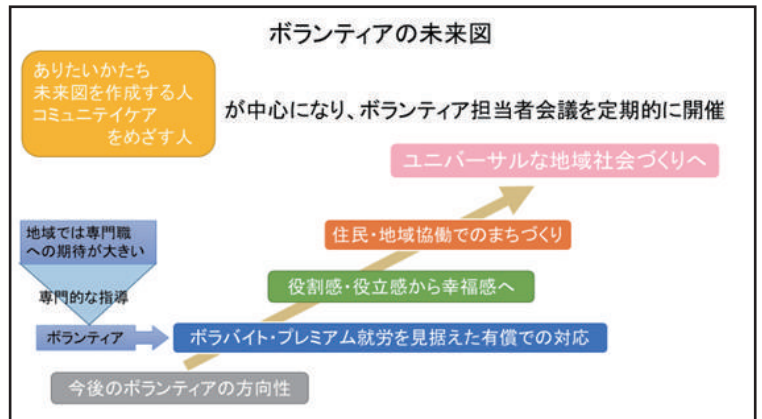 ボランティアの未来図
ありたいかたち
未来図を作成する人
コミュニテイケア
をめざす人
が中心になり、ボランティア担当者会議を定期的に開催
ユニバーサルな地域社会づくりへ
地域では専門職
への期待が大きい
住民・地域協働でのまちづくり
専門的な指導
役割感・役立感から幸福感へ
ボランティア
ボラバイト・プレミアム就労を見据えた有償での対応
今後のボランティアの方向性